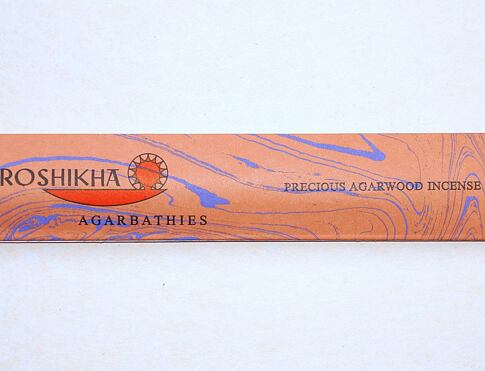 ROSHIKHA
AGARBATHIES
PRECIOUS AGARWOOD INCENSE